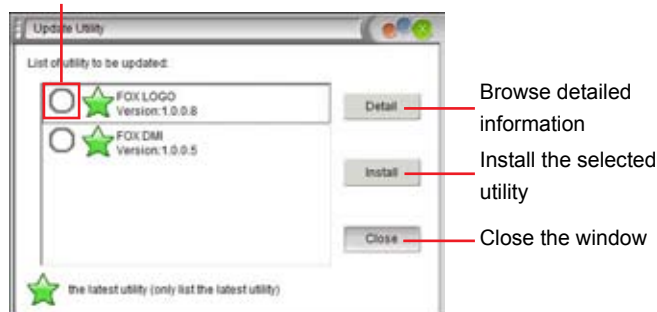 Update Utility
List of utility to be updated:
FOX LOGO
Version:1.0.0.8
FOX DMI
Version:1.0.0.5
Detail
Install
Close
the latest utility (only list the latest utility)
Browse detailed
information
Install the selected
utility
Close the window